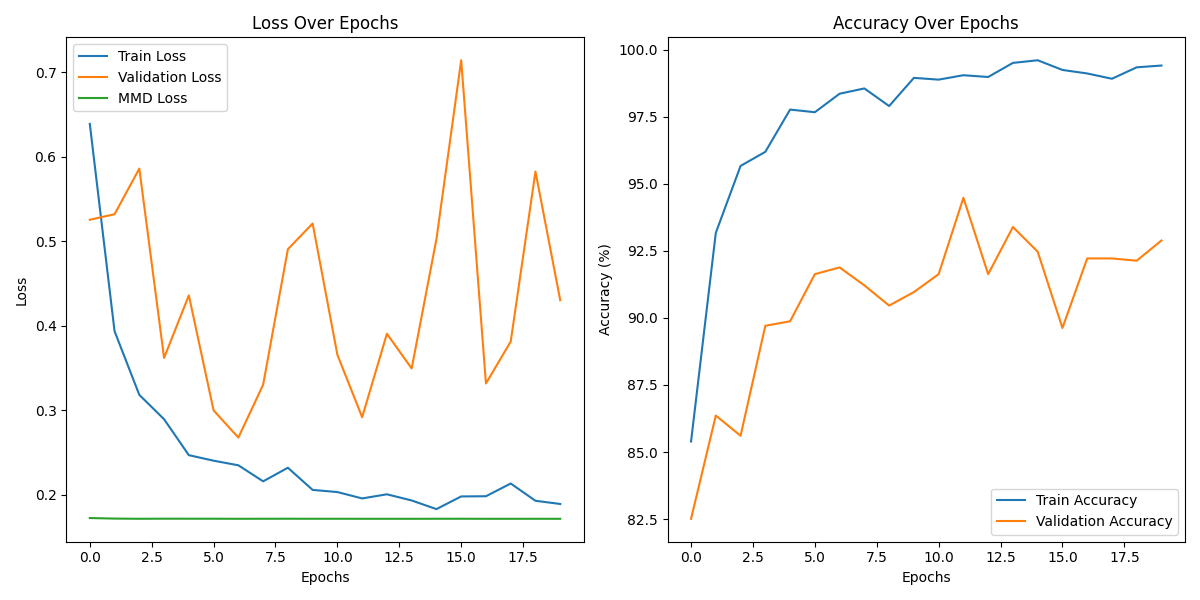 Loss Over Epochs
Train Loss
Validation Loss
MMD Loss
0.7
0.6
0.5
0.4
0.3
0.2
Loss
0.0 2.5 5.0 7.5 10.0 12.5 15.0 17.5
Epochs
Accuracy Over Epochs
100.0
97.5
95.0
92.5
90.0
87.5
85.0
82.5
Accuracy (%)
Train Accuracy
Validation Accuracy
0.0 2.5 5.0 7.5 10.0 12.5 15.0 17.5
Epochs